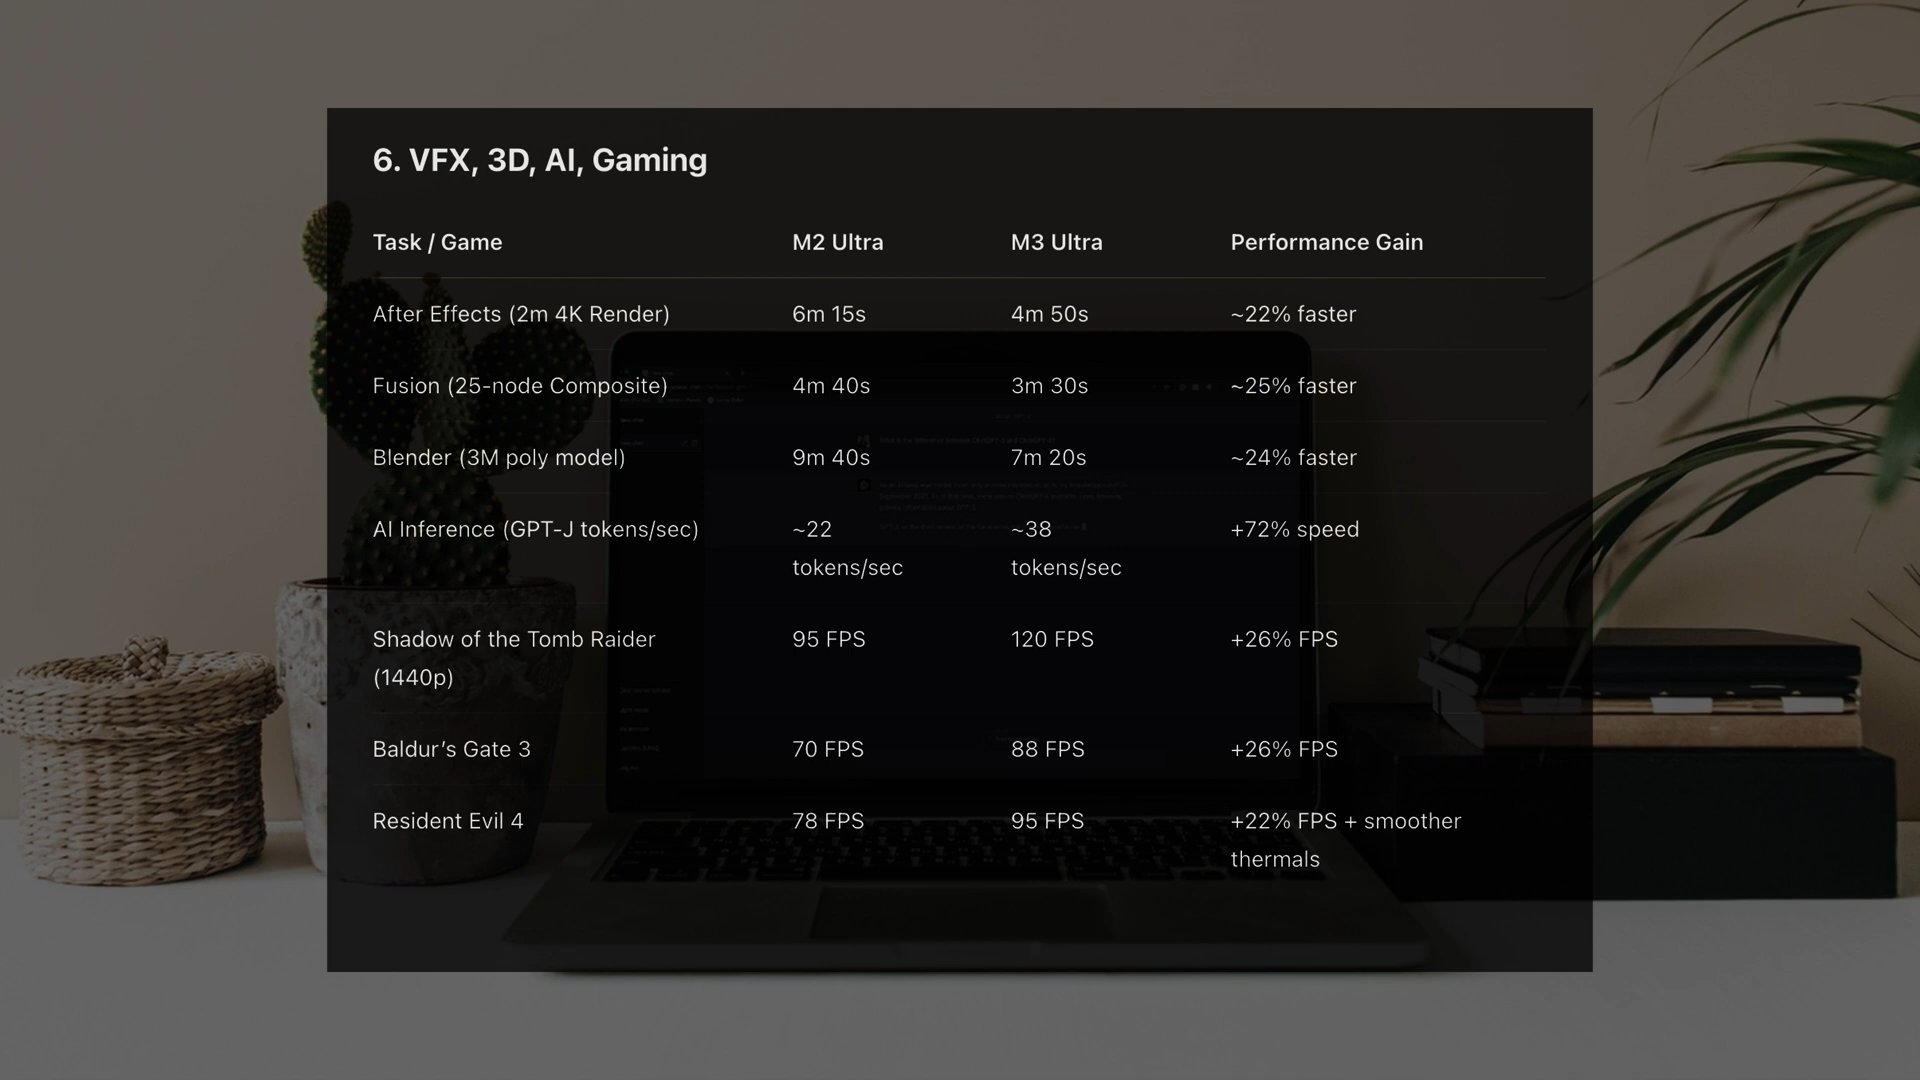 6. VFX, 3D, AI, Gaming
Task / Game M2 Ultra M3 Ultra Performance Gain
After Effects (2m 4K Render) 6m 15s 4m 50s ~22% faster
Fusion (25-node Composite) 4m 40s 3m 30s ~25% faster
Blender (3M poly model) 9m 40s 7m 20s ~24% faster
AI Inference (GPT-J tokens/sec) ~22 ~38 +72% speed
tokens/sec tokens/sec
Shadow of the Tomb Raider 95 FPS 120 FPS +26% FPS
(1440p)
Baldur’s Gate 3 70 FPS 88 FPS +26% FPS
Resident Evil 4 78 FPS 95 FPS +22% FPS + smoother
thermals